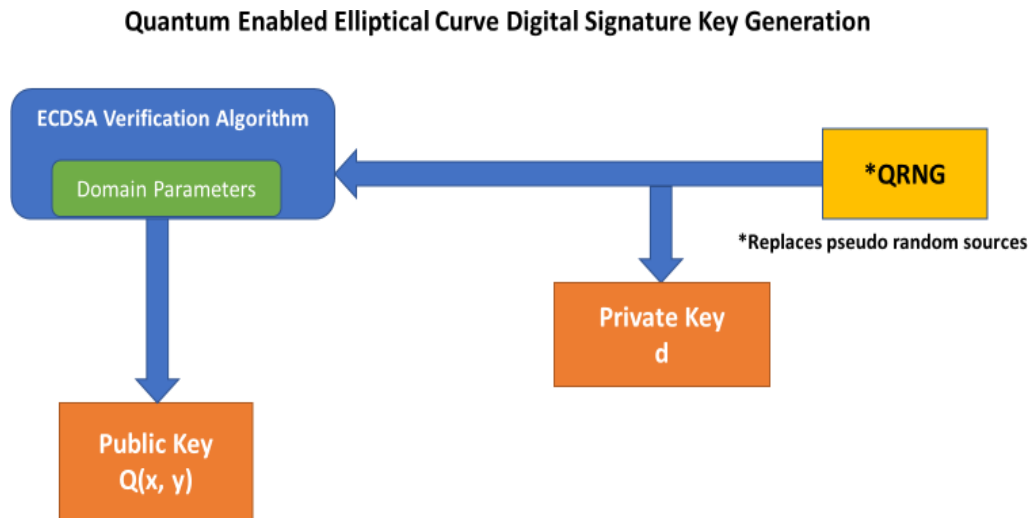 Quantum Enabled Elliptical Curve Digital Signature Key Generation
ECDSA Verification Algorithm
Domain Parameters
*QRNG
*Replaces pseudo random sources
Private Key
d
Public Key
Q(x, y)